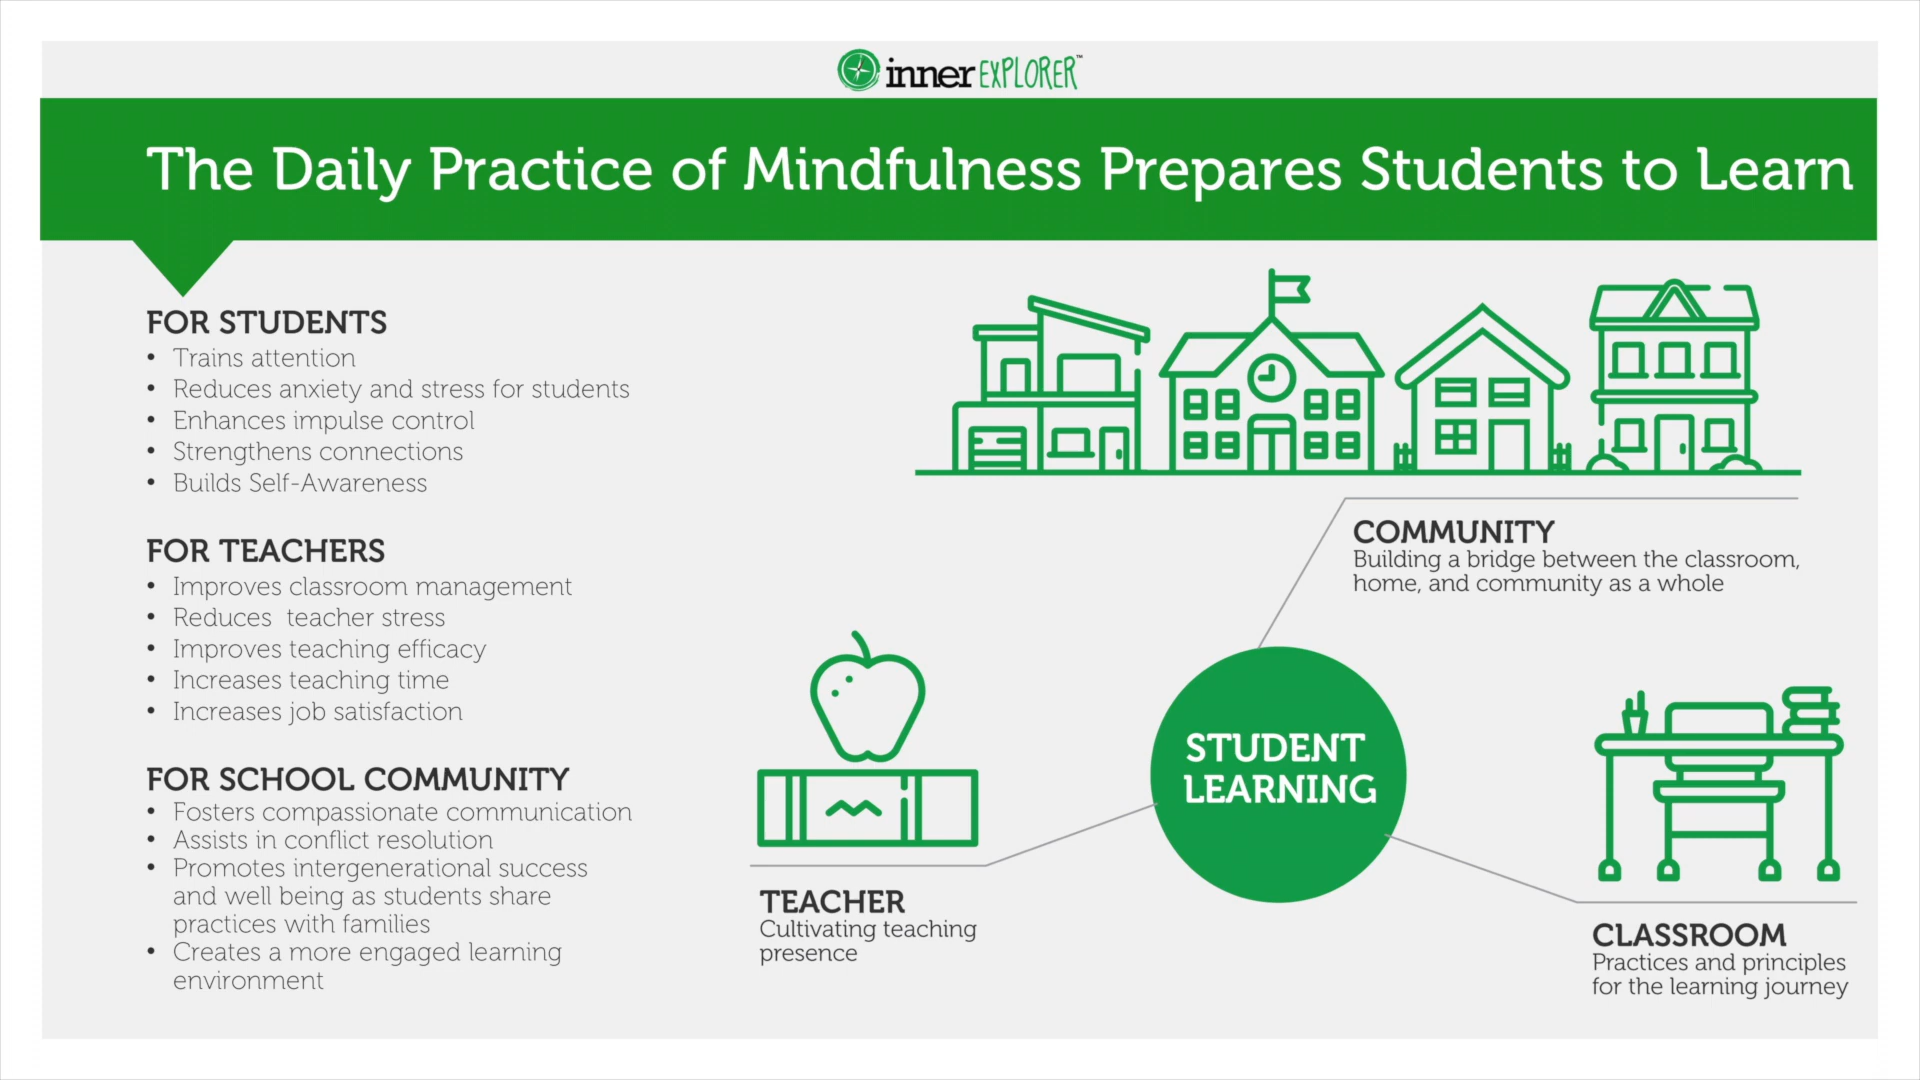 inner EXPLORER™
The Daily Practice of Mindfulness Prepares Students to Learn
FOR STUDENTS
• Trains attention
• Reduces anxiety and stress for students
• Enhances impulse control
• Strengthens connections
• Builds Self-Awareness
FOR TEACHERS
• Improves classroom management
• Reduces  teacher stress
• Improves teaching efficacy
• Increases teaching time
• Increases job satisfaction
FOR SCHOOL COMMUNITY
• Fosters compassionate communication
• Assists in conflict resolution
• Promotes intergenerational success
and well being as students share
practices with families
• Creates a more engaged learning
environment
COMMUNITY
Building a bridge between the classroom,
home, and community as a whole
STUDENT
LEARNING
TEACHER
Cultivating teaching
presence
CLASSROOM
Practices and principles
for the learning journey